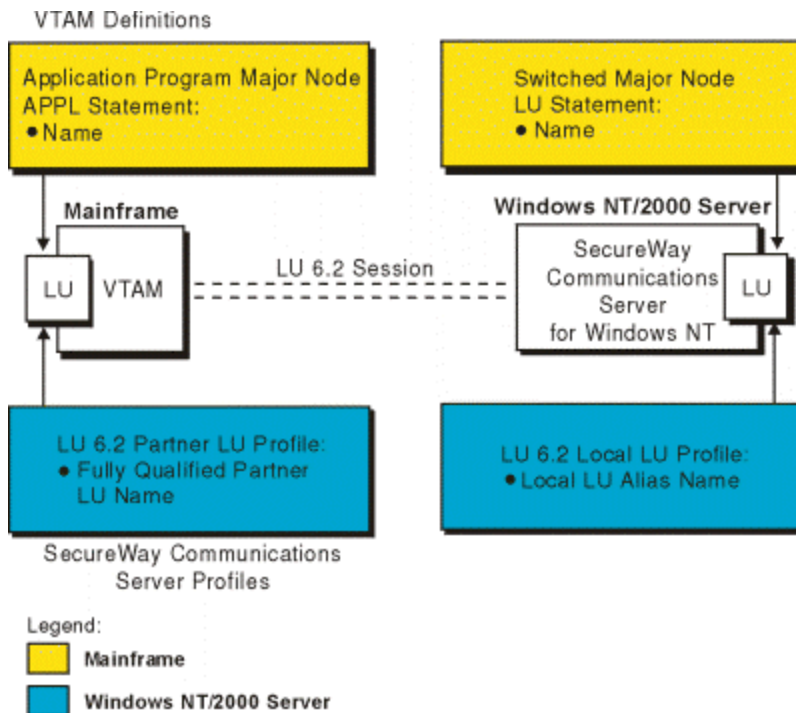 VTAM Definitions
Application Program Major Node
APPL Statement:
• Name
Switched Major Node
LU Statement:
• Name
Mainframe
LU
VTAM
LU 6.2 Session
Windows NT/2000 Server
SecureWay
Communications
Server
for Windows NT
LU
LU 6.2 Partner LU Profile:
• Fully Qualified Partner
LU Name
LU 6.2 Local LU Profile:
• Local LU Alias Name
SecureWay Communications
Server Profiles
Legend:
Mainframe
Windows NT/2000 Server